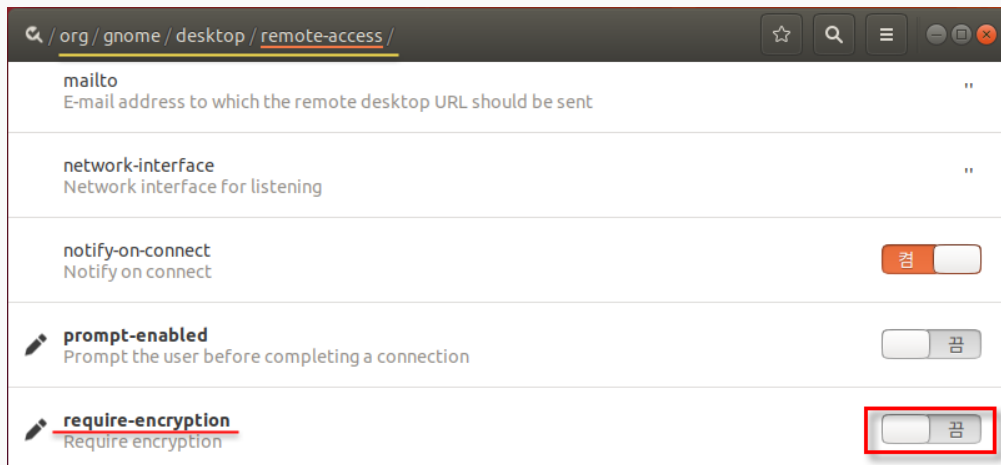 / org / gnome / desktop / remote-access /
mailto
E-mail address to which the remote desktop URL should be sent
''
network-interface
Network interface for listening
''
notify-on-connect
Notify on connect
켬
prompt-enabled
Prompt the user before completing a connection
끔
require-encryption
Require encryption
끔